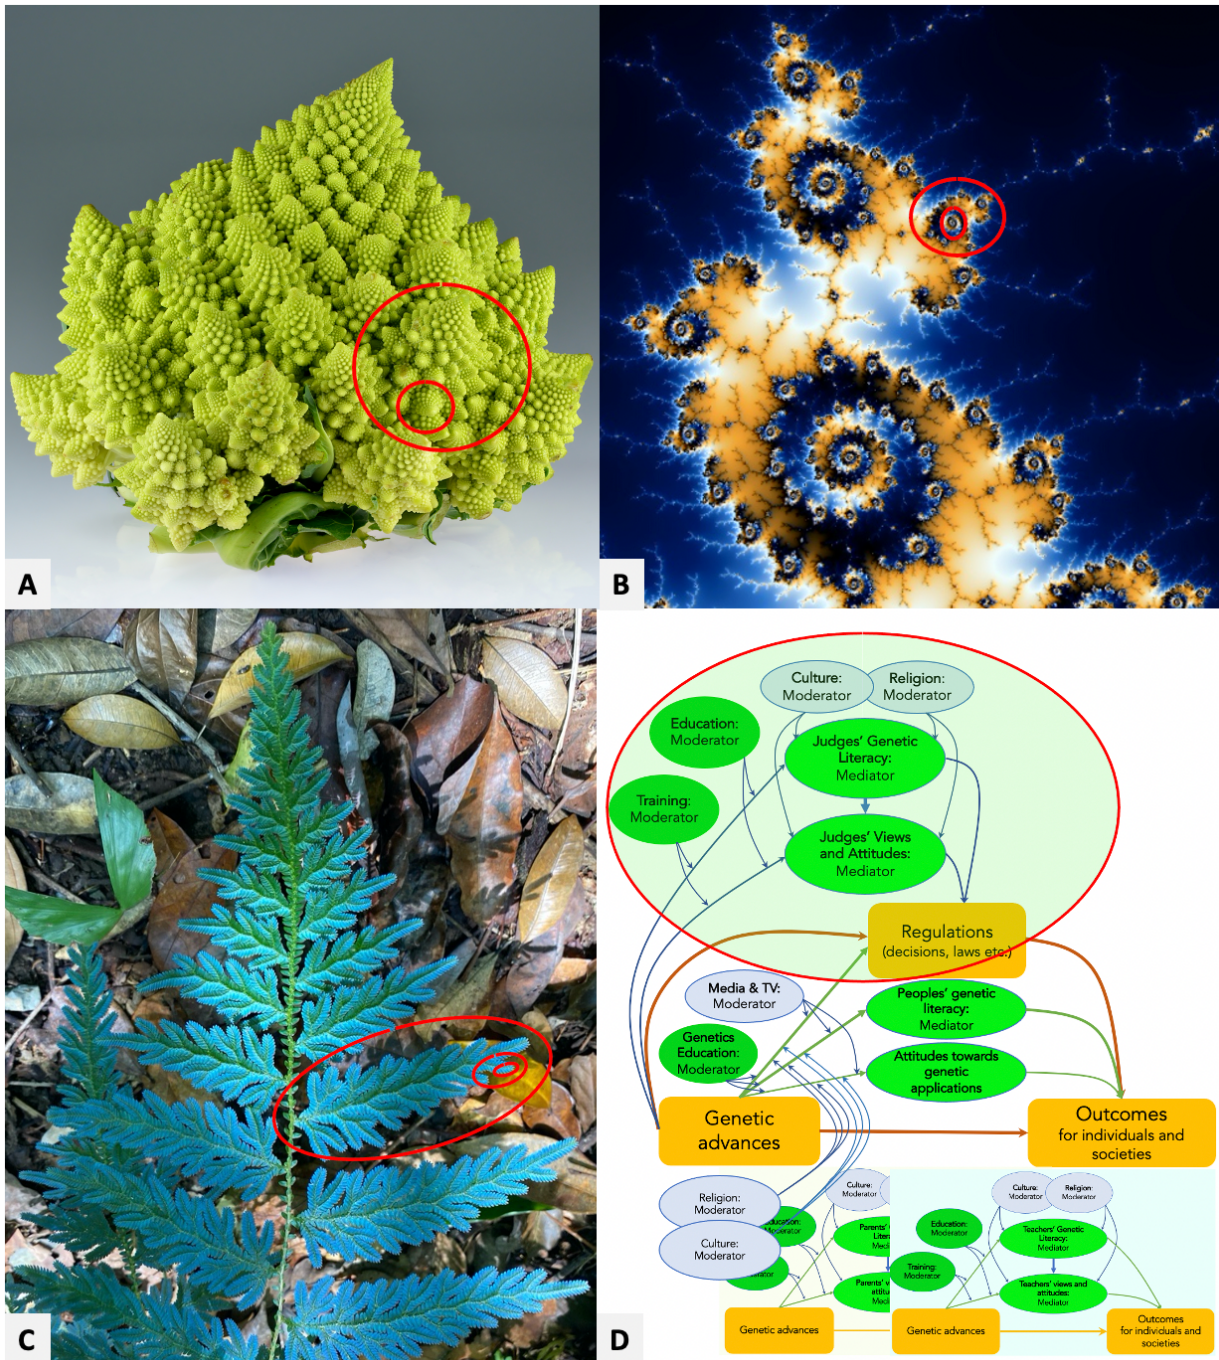 A
B
Culture:
Moderator
Religion:
Moderator
Education:
Moderator
Judges' Genetic
Literacy:
Mediator
Training:
Moderator
Judges' Views
and Attitudes:
Mediator
Regulations
(decisions, laws etc.)
Media & TV:
Moderator
Peoples' genetic
literacy:
Mediator
Genetics
Education:
Moderator
Attitudes towards
genetic
applications
Genetic
advances
Outcomes
for individuals and
societies
Religion:
Moderator
Culture:
Moderator
Culture:
Moderator
Parents'
Mediator
Genetic advances
Culture:
Moderator
Religion:
Moderator
Education:
Moderator
Teachers' Genetic
Literacy:
Mediator
Training:
Moderator
Teachers' views and
attitudes:
Mediator
Genetic advances
Outcomes
for individuals and
societies
C
D